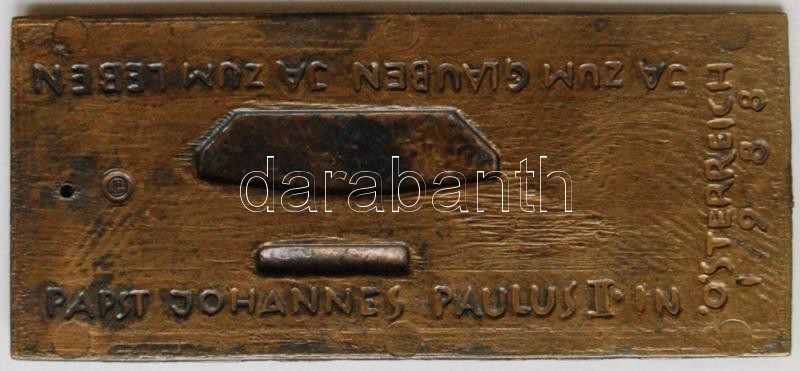 PAPST JOHANNES PAULUS II. IN
ÖSTERREICH
1988
JA ZUM GLAUBEN JA ZUM LEBEN
darabanth